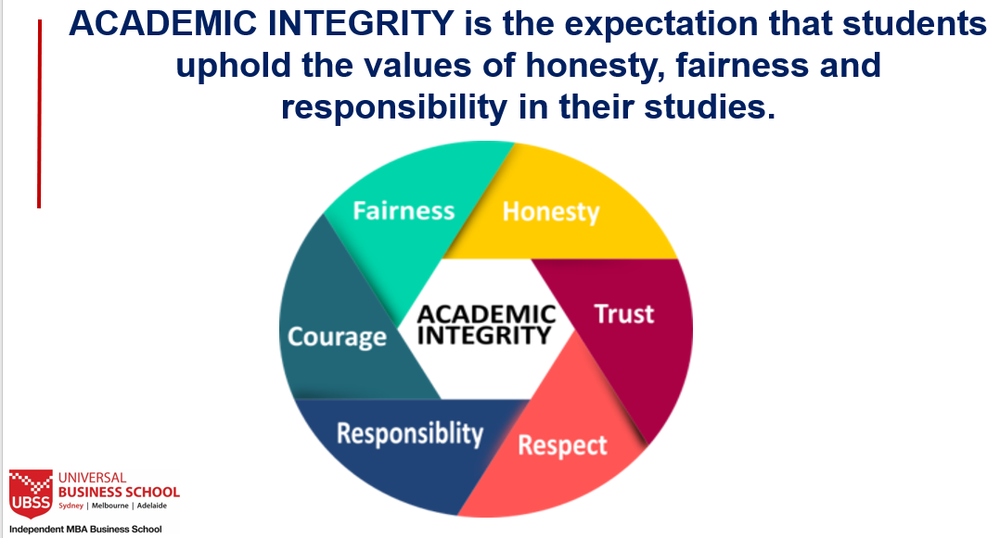 ACADEMIC INTEGRITY is the expectation that students
uphold the values of honesty, fairness and
responsibility in their studies.
Fairness
Honesty
Trust
Respect
Responsiblity
Courage
ACADEMIC
INTEGRITY
UBSS
UNIVERSAL
BUSINESS SCHOOL
Sydney | Melbourne | Adelaide
Independent MBA Business School